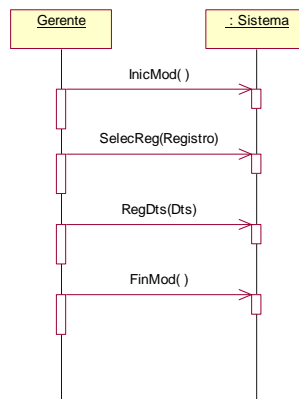 Gerente
: Sistema
InicMod( )
SelecReg(Registro)
RegDts(Dts)
FinMod( )